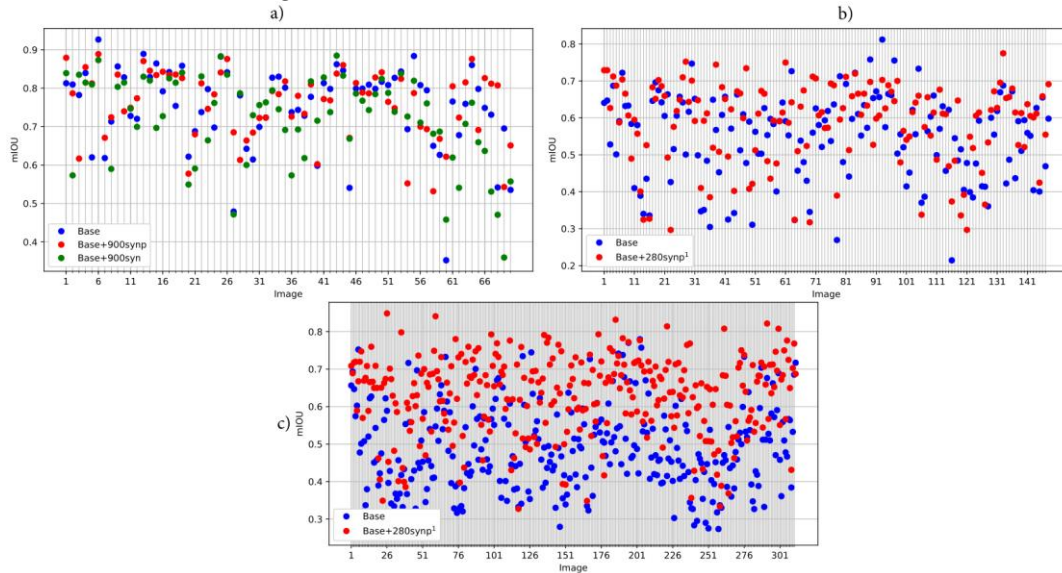 a)
b)
0.9
0.8
0.7
0.6
0.5
0.4
mIOU
Base
Base+900synp
Base+900syn
1 6 11 16 21 26 31 36 41 46 51 56 61 66
Image
0.8
0.7
0.6
0.5
0.4
0.3
0.2
mIOU
Base
Base+280synp¹
1 11 21 31 41 51 61 71 81 91 101 111 121 131 141
Image
c)
0.8
0.7
0.6
0.5
0.4
0.3
mIOU
Base
Base+280synp¹
1 26 51 76 101 126 151 176 201 226 251 276 301
Image